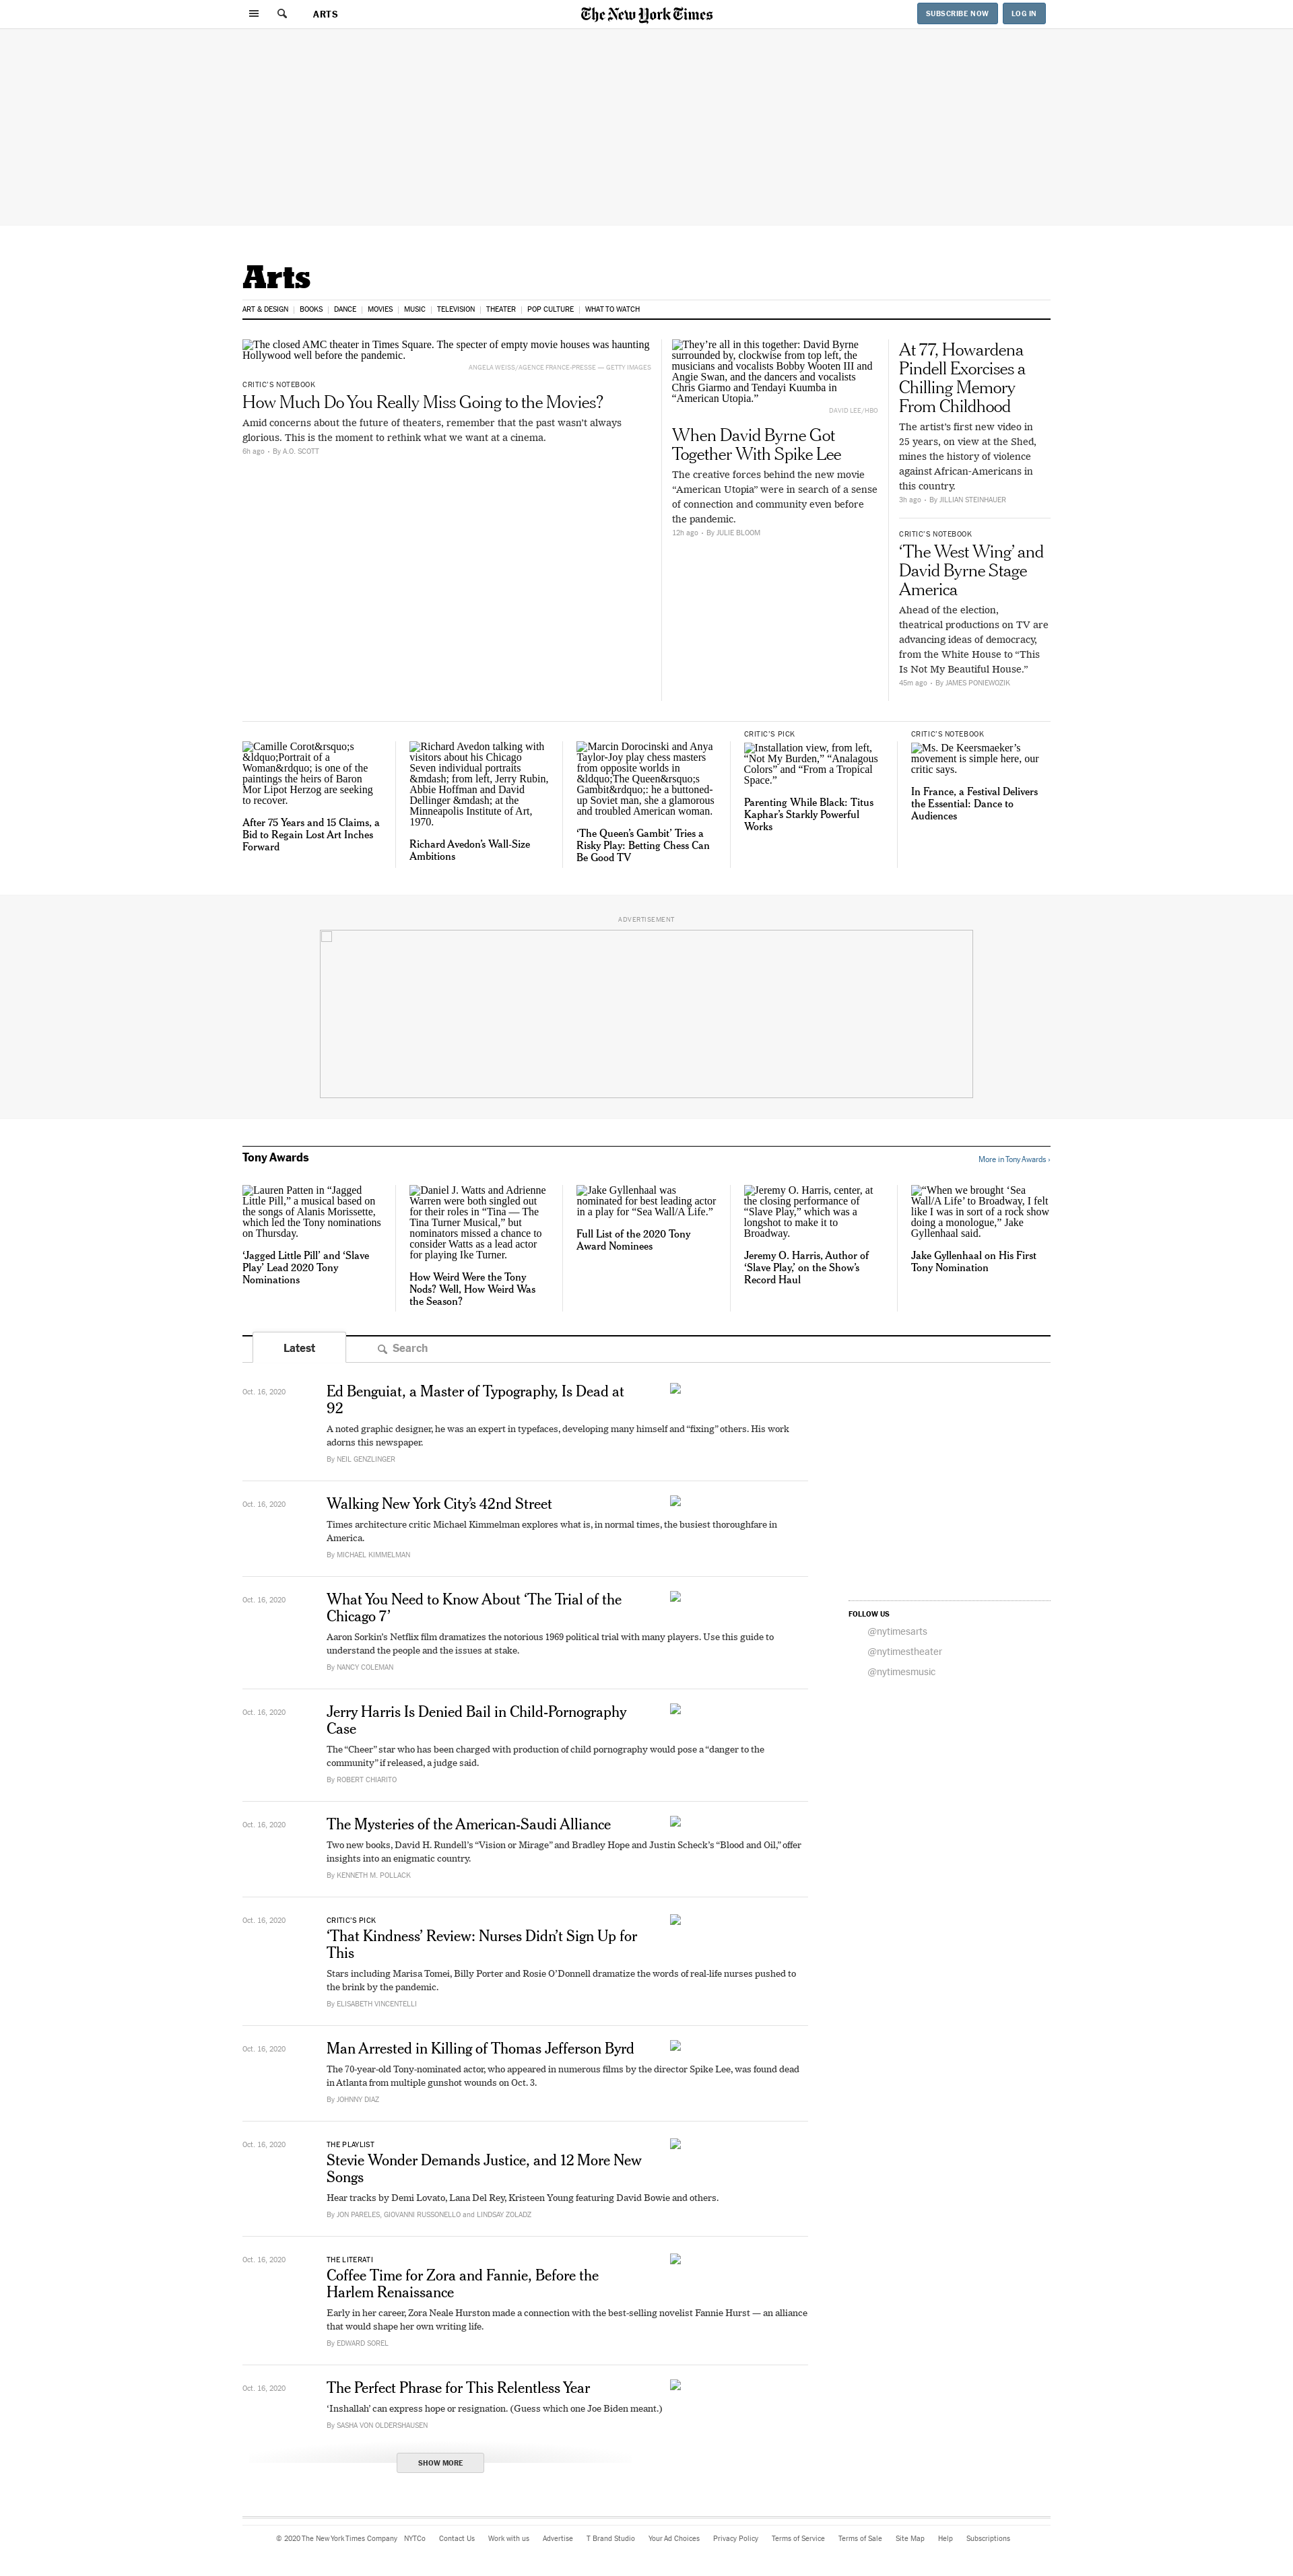 ARTS
The New York Times
SUBSCRIBE NOW
LOG IN
Arts
ART & DESIGN | BOOKS | DANCE | MOVIES | MUSIC | TELEVISION | THEATER | POP CULTURE | WHAT TO WATCH
The closed AMC theater in Times Square. The specter of empty movie houses was haunting
Hollywood well before the pandemic.
ANGELA WEISS/AGENCE FRANCE-PRESSE — GETTY IMAGES
CRITIC'S NOTEBOOK
How Much Do You Really Miss Going to the Movies?
Amid concerns about the future of theaters, remember that the past wasn't always
glorious. This is the moment to rethink what we want at a cinema.
6h ago • By A.O. SCOTT
They’re all in this together: David Byrne
surrounded by, clockwise from top left, the
musicians and vocalists Bobby Wooten III and
Angie Swan, and the dancers and vocalists
Chris Giarmo and Tendayi Kuumba in
“American Utopia.”
DAVID LEE/HBO
When David Byrne Got
Together With Spike Lee
The creative forces behind the new movie
“American Utopia” were in search of a sense
of connection and community even before
the pandemic.
12h ago • By JULIE BLOOM
At 77, Howardena
Pindell Exorcises a
Chilling Memory
From Childhood
The artist’s first new video in
25 years, on view at the Shed,
mines the history of violence
against African-Americans in
this country.
3h ago • By JILLIAN STEINHAUER
CRITIC’S NOTEBOOK
‘The West Wing’ and
David Byrne Stage
America
Ahead of the election,
theatrical productions on TV are
advancing ideas of democracy,
from the White House to “This
Is Not My Beautiful House.”
45m ago • By JAMES PONIEWOZIK
Camille Corot&rsquo;s
&ldquo;Portrait of a
Woman&rdquo; is one of the
paintings the heirs of Baron
Mor Lipot Herzog are seeking
to recover.
After 75 Years and 15 Claims, a
Bid to Regain Lost Art Inches
Forward
Richard Avedon talking with
visitors about his Chicago
Seven individual portraits
&mdash; from left, Jerry Rubin,
Abbie Hoffman and David
Dellinger &mdash; at the
Minneapolis Institute of Art,
1970.
Richard Avedon’s Wall-Size
Ambitions
Marcin Dorocinski and Anya
Taylor-Joy play chess masters
from opposite worlds in
&ldquo;The Queen&rsquo;s
Gambit&rdquo;: he a buttoned-
up Soviet man, she a glamorous
and troubled American woman.
‘The Queen’s Gambit’ Tries a
Risky Play: Betting Chess Can
Be Good TV
CRITIC’S PICK
Installation view, from left,
“Not My Burden,” “Analagous
Colors” and “From a Tropical
Space.”
Parenting While Black: Titus
Kaphar’s Starkly Powerful
Works
CRITIC’S NOTEBOOK
Ms. De Keersmaeker’s
movement is simple here, our
critic says.
In France, a Festival Delivers
the Essential: Dance to
Audiences
ADVERTISEMENT
Tony Awards
More in Tony Awards ›
Lauren Patten in “Jagged
Little Pill,” a musical based on
the songs of Alanis Morissette,
which led the Tony nominations
on Thursday.
‘Jagged Little Pill’ and ‘Slave
Play’ Lead 2020 Tony
Nominations
Daniel J. Watts and Adrienne
Warren were both singled out
for their roles in “Tina — The
Tina Turner Musical,” but
nominators missed a chance to
consider Watts as a lead actor
for playing Ike Turner.
How Weird Were the Tony
Nods? Well, How Weird Was
the Season?
Jake Gyllenhaal was
nominated for best leading actor
in a play for “Sea Wall/A Life.”
Full List of the 2020 Tony
Award Nominees
Jeremy O. Harris, center, at
the closing performance of
“Slave Play,” which was a
longshot to make it to
Broadway.
Jeremy O. Harris, Author of
‘Slave Play,’ on the Show’s
Record Haul
“When we brought ‘Sea
Wall/A Life’ to Broadway, I felt
like I was in sort of a rock show
doing a monologue,” Jake
Gyllenhaal said.
Jake Gyllenhaal on His First
Tony Nomination
Latest
Search
Oct. 16, 2020
Ed Benguiat, a Master of Typography, Is Dead at
92
A noted graphic designer, he was an expert in typefaces, developing many himself and “fixing” others. His work
adorns this newspaper.
By NEIL GENZLINGER
Oct. 16, 2020
Walking New York City’s 42nd Street
Times architecture critic Michael Kimmelman explores what is, in normal times, the busiest thoroughfare in
America.
By MICHAEL KIMMELMAN
Oct. 16, 2020
What You Need to Know About ‘The Trial of the
Chicago 7’
Aaron Sorkin’s Netflix film dramatizes the notorious 1969 political trial with many players. Use this guide to
understand the people and the issues at stake.
By NANCY COLEMAN
FOLLOW US
@nytimesarts
@nytimestheater
@nytimesmusic
Oct. 16, 2020
Jerry Harris Is Denied Bail in Child-Pornography
Case
The “Cheer” star who has been charged with production of child pornography would pose a “danger to the
community” if released, a judge said.
By ROBERT CHIARITO
Oct. 16, 2020
The Mysteries of the American-Saudi Alliance
Two new books, David H. Rundell’s “Vision or Mirage” and Bradley Hope and Justin Scheck’s “Blood and Oil,” offer
insights into an enigmatic country.
By KENNETH M. POLLACK
Oct. 16, 2020
CRITIC’S PICK
‘That Kindness’ Review: Nurses Didn’t Sign Up for
This
Stars including Marisa Tomei, Billy Porter and Rosie O’Donnell dramatize the words of real-life nurses pushed to
the brink by the pandemic.
By ELISABETH VINCENTELLI
Oct. 16, 2020
Man Arrested in Killing of Thomas Jefferson Byrd
The 70-year-old Tony-nominated actor, who appeared in numerous films by the director Spike Lee, was found dead
in Atlanta from multiple gunshot wounds on Oct. 3.
By JOHNNY DIAZ
Oct. 16, 2020
THE PLAYLIST
Stevie Wonder Demands Justice, and 12 More New
Songs
Hear tracks by Demi Lovato, Lana Del Rey, Kristeen Young featuring David Bowie and others.
By JON PARELES, GIOVANNI RUSSONELLO and LINDSAY ZOLADZ
Oct. 16, 2020
THE LITERATI
Coffee Time for Zora and Fannie, Before the
Harlem Renaissance
Early in her career, Zora Neale Hurston made a connection with the best-selling novelist Fannie Hurst — an alliance
that would shape her own writing life.
By EDWARD SOREL
Oct. 16, 2020
The Perfect Phrase for This Relentless Year
‘Inshallah’ can express hope or resignation. (Guess which one Joe Biden meant.)
By SASHA VON OLDERSHAUSEN
SHOW MORE
© 2020 The New York Times Company NYTCo Contact Us Work with us Advertise T Brand Studio Your Ad Choices Privacy Policy Terms of Service Terms of Sale Site Map Help Subscriptions